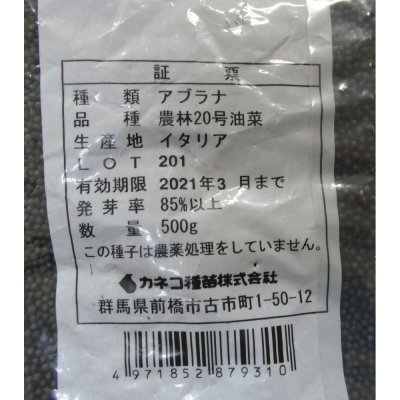 証 票
種 類 アブラナ
品 種 農林20号油菜
生産地 イタリア
LOT 201
有効期限 2021年3 月まで
発芽率 85%以上
数 量 500g
この種子は農薬処理をしていません。
カネコ種苗株式会社
群馬県前橋市古市町1-50-12
4971852879310